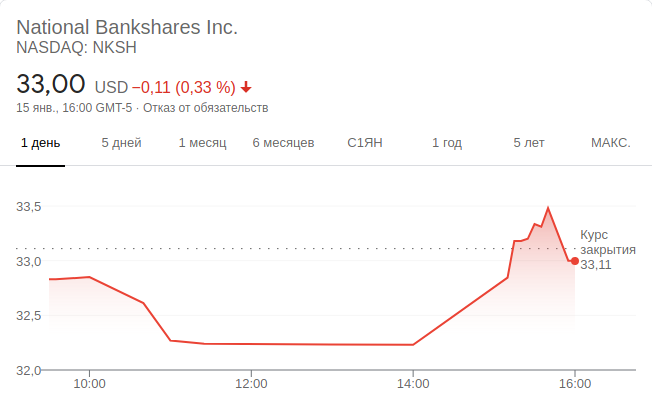 National Bankshares Inc.
NASDAQ: NKSH
33,00 USD −0,11 (0,33 %)
15 янв., 16:00 GMT-5 · Отказ от обязательств
1 день 5 дней 1 месяц 6 месяцев С1ЯН 1 год 5 лет МАКС.
33,5
33,0
32,5
32,0
Курс
закрытия
33,11
10:00 12:00 14:00 16:00